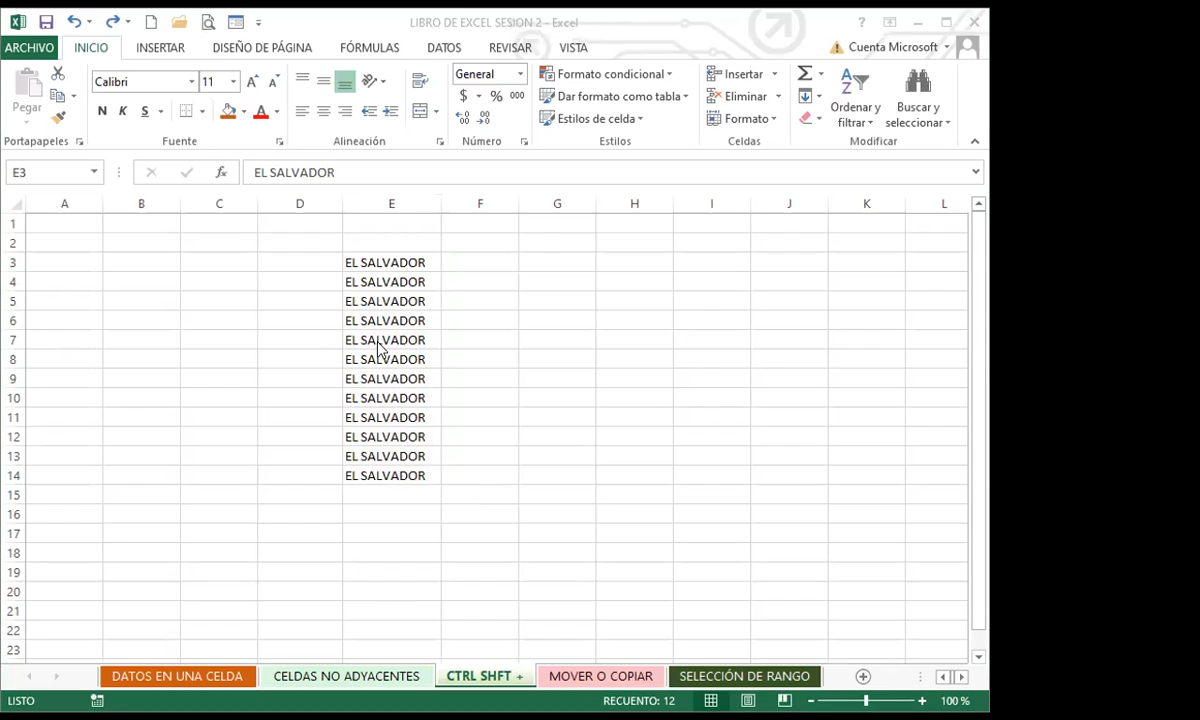 LIBRO DE EXCEL SESION 2 - Excel
?
ARCHIVO INICIO INSERTAR DISEÑO DE PÁGINA FÓRMULAS DATOS REVISAR VISTA Cuenta Microsoft
Pegar
Calibri 11
N K S
General
$ % 000
Formato condicional
Dar formato como tabla
Estilos de celda
Insertar
Eliminar
Formato
Ordenar y filtrar
Buscar y seleccionar
Portapapeles Fuente Alineación Número Estilos Celdas Modificar
E3 fx EL SALVADOR
A B C D E F G H I J K L
1
2
3 EL SALVADOR
4 EL SALVADOR
5 EL SALVADOR
6 EL SALVADOR
7 EL SALVADOR
8 EL SALVADOR
9 EL SALVADOR
10 EL SALVADOR
11 EL SALVADOR
12 EL SALVADOR
13 EL SALVADOR
14 EL SALVADOR
15
16
17
18
19
20
21
22
23
DATOS EN UNA CELDA CELDAS NO ADYACENTES CTRL SHFT + MOVER O COPIAR SELECCIÓN DE RANGO
LISTO RECUENTO: 12 100 %